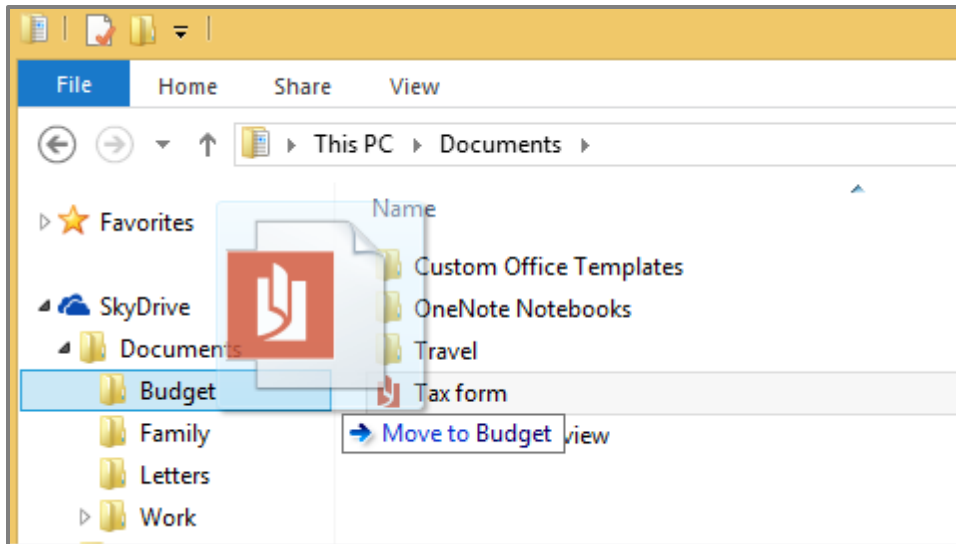 File Home Share View
This PC Documents
Name
Favorites
Custom Office Templates
SkyDrive
OneNote Notebooks
Documents
Travel
Budget
Tax form
Family
Move to Budget view
Letters
Work